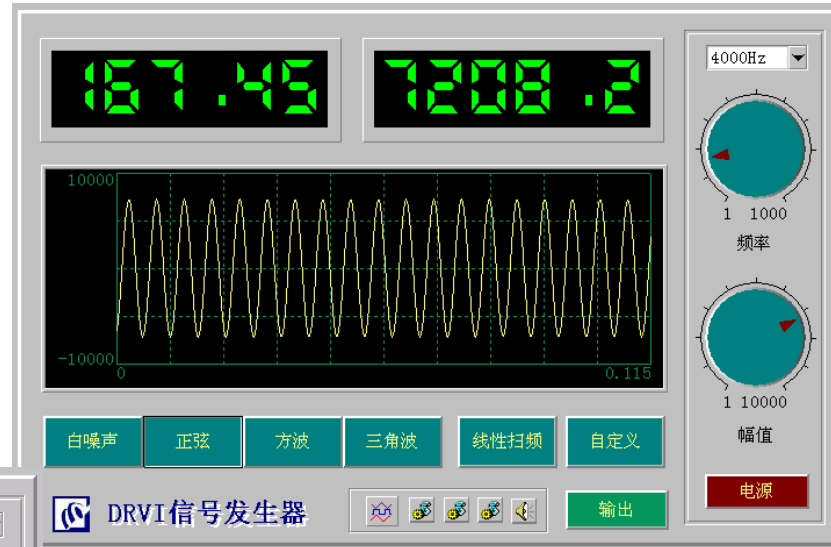 167.45
7208.2
4000Hz
1 1000
频率
10000
-10000
0
0.115
1 10000
幅值
白噪声
正弦
方波
三角波
线性扫频
自定义
电源
DRVI信号发生器
输出